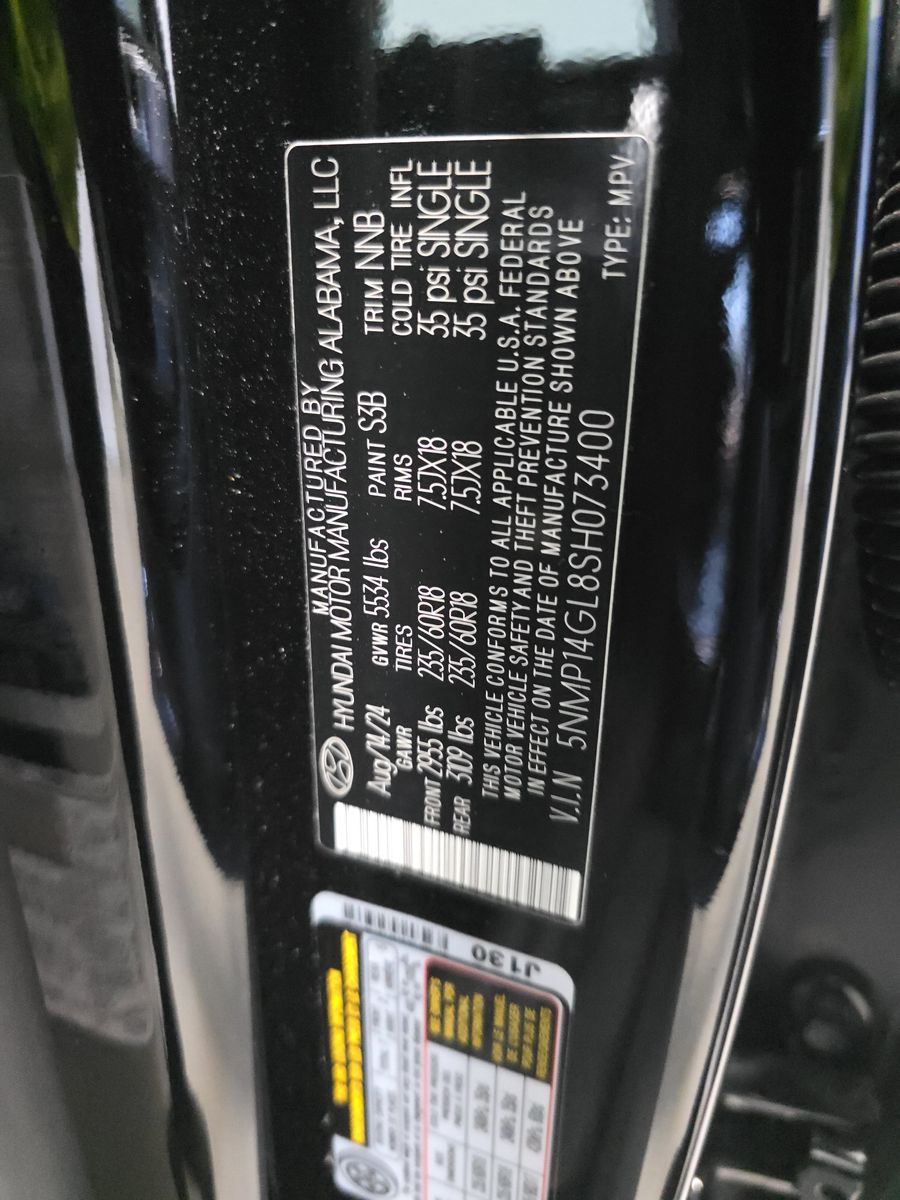 MANUFACTURED BY
HYUNDAI MOTOR MANUFACTURING ALABAMA, LLC
Aug/14/24 GVWR 5534 lbs PAINT S3B TRIM NNB
GAWR TIRES RIMS COLD TIRE INFL
FRONT 2955 lbs 235/60R18 7.5JX18 35 psi SINGLE
REAR 3109 lbs 235/60R18 7.5JX18 35 psi SINGLE
THIS VEHICLE CONFORMS TO ALL APPLICABLE U.S.A. FEDERAL
MOTOR VEHICLE SAFETY AND THEFT PREVENTION STANDARDS
IN EFFECT ON THE DATE OF MANUFACTURE SHOWN ABOVE
V.I.N 5NMP14GL8SH073400
TYPE: MPV
J130